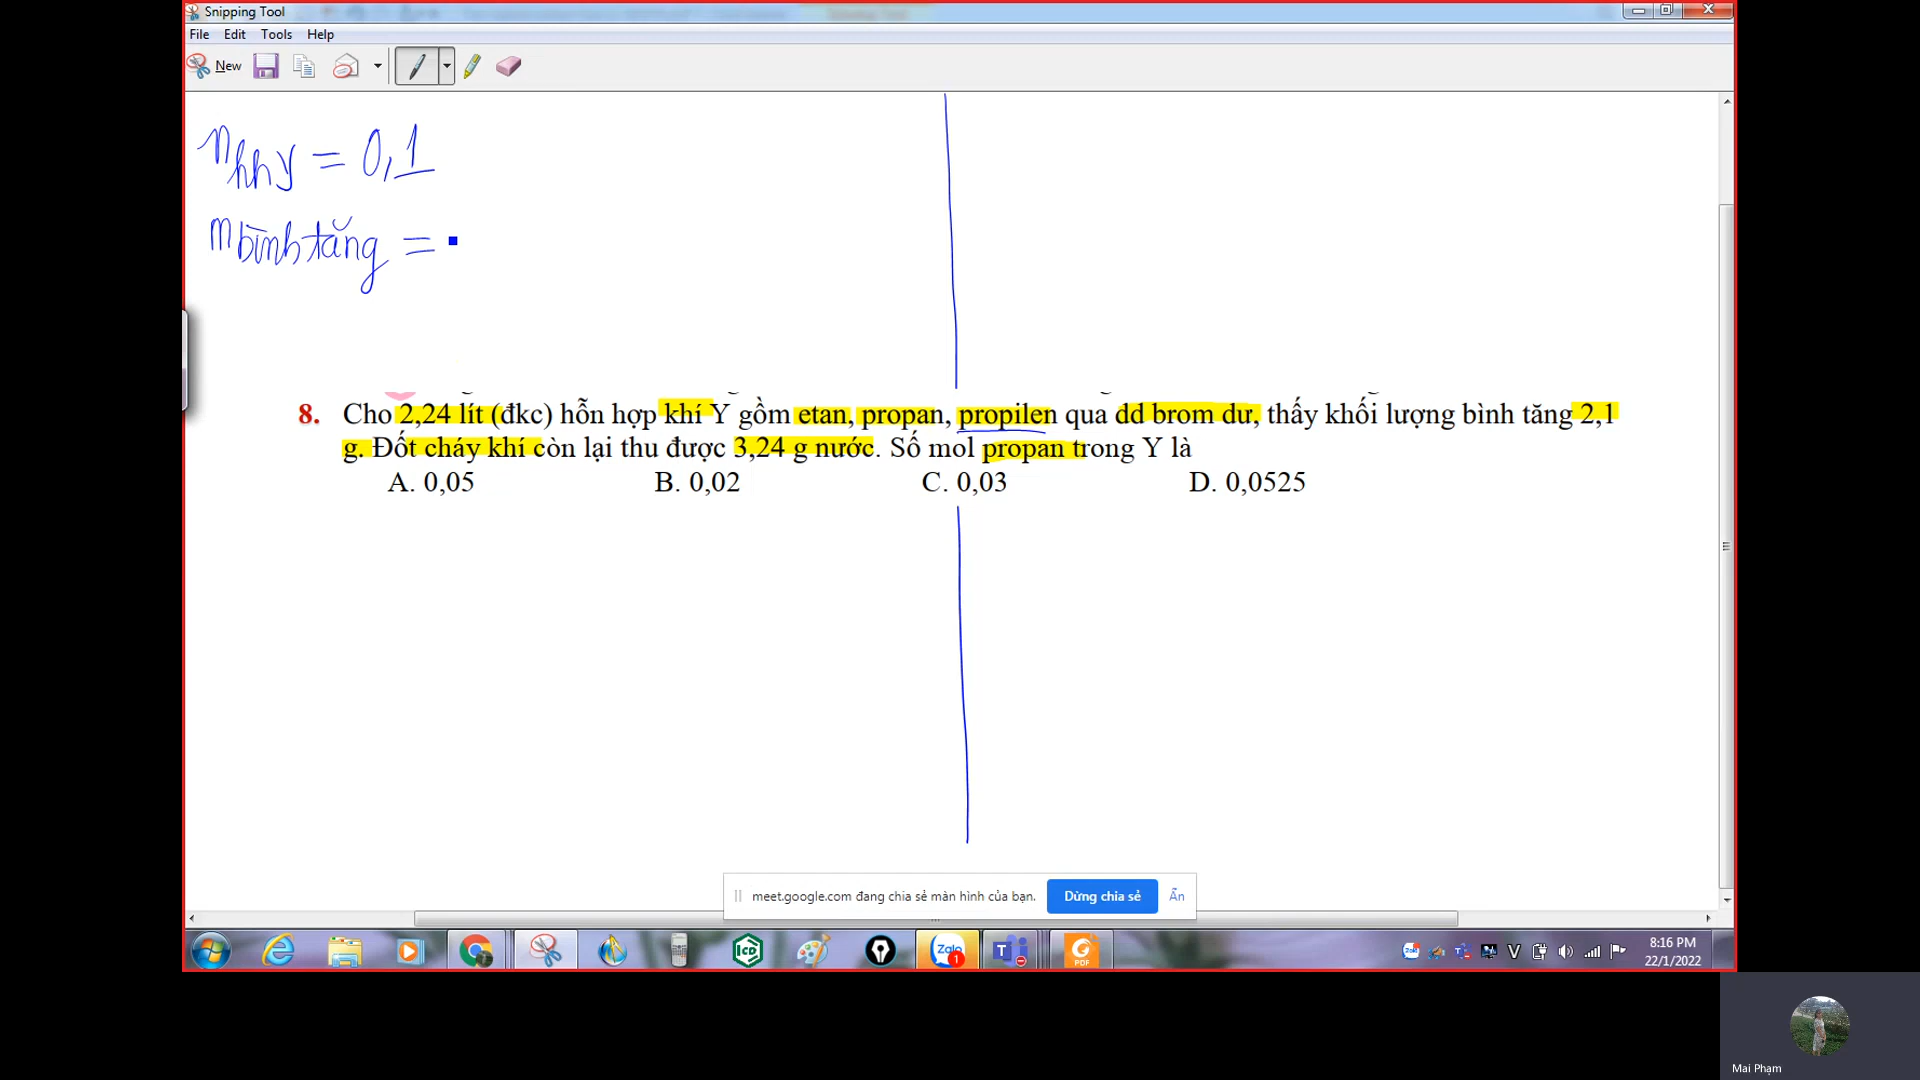 Snipping Tool
File Edit Tools Help
New
n hh Y = 0,1
m bình tăng =
8. Cho 2,24 lít (đkc) hỗn hợp khí Y gồm etan, propan, propilen qua dd brom dư, thấy khối lượng bình tăng 2,1
g. Đốt cháy khí còn lại thu được 3,24 g nước. Số mol propan trong Y là
A. 0,05 B. 0,02 C. 0,03 D. 0,0525
meet.google.com đang chia sẻ màn hình của bạn. Dừng chia sẻ Ẩn
8:16 PM
22/1/2022
Mai Phạm